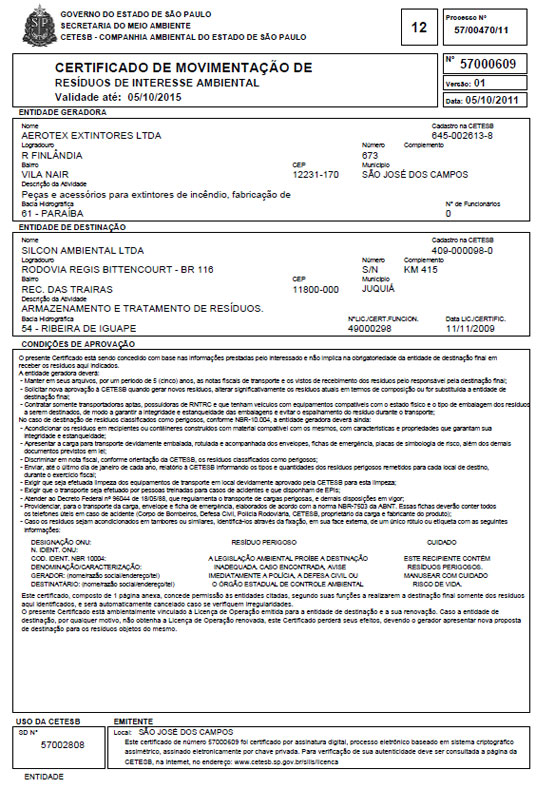 GOVERNO DO ESTADO DE SÃO PAULO
SECRETARIA DO MEIO AMBIENTE
CETESB - COMPANHIA AMBIENTAL DO ESTADO DE SÃO PAULO
12
Processo Nº
57/00470/11
CERTIFICADO DE MOVIMENTAÇÃO DE
RESÍDUOS DE INTERESSE AMBIENTAL
Validade até: 05/10/2015
Nº 57000609
Versão: 01
Data: 05/10/2011
ENTIDADE GERADORA
Nome Cadastro na CETESB
AEROTEX EXTINTORES LTDA 645-002613-8
Logradouro Número Complemento
R FINLÂNDIA 673
Bairro CEP Município
VILA NAIR 12231-170 SÃO JOSÉ DOS CAMPOS
Descrição da Atividade
Peças e acessórios para extintores de incêndio, fabricação de
Bacia Hidrográfica Nº de Funcionários
61 - PARAÍBA 0
ENTIDADE DE DESTINAÇÃO
Nome Cadastro na CETESB
SILCON AMBIENTAL LTDA 409-000098-0
Logradouro Número Complemento
RODOVIA REGIS BITTENCOURT - BR 116 S/N KM 415
Bairro CEP Município
REC. DAS TRAIRAS 11800-000 JUQUIÁ
Descrição da Atividade
ARMAZENAMENTO E TRATAMENTO DE RESÍDUOS.
Bacia Hidrográfica NºLIC./CERT.FUNCION. Data LIC./CERTIFIC.
54 - RIBEIRA DE IGUAPE 49000298 11/11/2009
CONDIÇÕES DE APROVAÇÃO
O presente Certificado está sendo concedido com base nas informações prestadas pelo interessado e não implica na obrigatoriedade da entidade de destinação final em
receber os resíduos aqui indicados.
A entidade geradora deverá:
- Manter em seus arquivos, por um período de 5 (cinco) anos, as notas fiscais de transporte e os vistos de recebimento dos resíduos pelo responsável pela destinação final;
- Solicitar nova aprovação à CETESB quando gerar novos resíduos, alterar significativamente os resíduos atuais em termos de composição ou for substituída a entidade de
destinação final;
- Contratar somente transportadoras aptas, possuidoras de RNTRC e que tenham veículos com equipamentos compatíveis com o estado físico e o tipo de embalagem dos resíduos
a serem destinados, de modo a garantir a integridade e estanqueidade das embalagens e evitar o espalhamento do resíduo durante o transporte;
No caso de destinação de resíduos classificados como perigosos, conforme NBR-10.004, a entidade geradora deverá ainda:
- Acondicionar os resíduos em recipientes ou contâineres construídos com material compatível com os mesmos, com características e propriedades que garantam sua
integridade e estanqueidade;
- Apresentar a carga para transporte devidamente embalada, rotulada e acompanhada dos envelopes, fichas de emergência, placas de simbologia de risco, além dos demais
documentos previstos em lei;
- Discriminar em nota fiscal, conforme orientação da CETESB, os resíduos classificados como perigosos;
- Enviar, até o último dia de janeiro de cada ano, relatório à CETESB informando os tipos e quantidades dos resíduos perigosos remetidos para cada local de destino,
durante o exercício fiscal;
- Exigir que seja efetuada limpeza dos equipamentos de transporte em local devidamente aprovado pela CETESB para esta limpeza;
- Exigir que o transporte seja efetuado por pessoas treinadas para casos de acidentes e que disponham de EPIs;
- Atender ao Decreto Federal nº 96044 de 18/05/88, que regulamenta o transporte de cargas perigosas, e demais disposições em vigor;
- Providenciar, para o transporte da carga, envelope e ficha de emergência, elaborados de acordo com a norma NBR-7503 da ABNT. Essas fichas deverão conter todos
os telefones úteis em caso de acidente (Corpo de Bombeiros, Defesa Civil, Polícia Rodoviária, CETESB, proprietário da carga e fabricante do produto);
- Caso os resíduos sejam acondicionados em tambores ou similares, identificá-los através da fixação, em sua face externa, de um único rótulo ou etiqueta com as seguintes
informações:
DESIGNAÇÃO ONU: RESÍDUO PERIGOSO CUIDADO
N. IDENT. ONU:
COD. IDENT. NBR 10004: A LEGISLAÇÃO AMBIENTAL PROÍBE A DESTINAÇÃO ESTE RECIPIENTE CONTÉM
DENOMINAÇÃO/CARACTERIZAÇÃO: INADEQUADA. CASO ENCONTRADA, AVISE RESÍDUOS PERIGOSOS.
GERADOR: (nome/razão social/endereço/tel) IMEDIATAMENTE A POLÍCIA, A DEFESA CIVIL OU MANUSEAR COM CUIDADO
DESTINATÁRIO: (nome/razão social/endereço/tel) O ÓRGÃO ESTADUAL DE CONTROLE AMBIENTAL RISCO DE VIDA.
Este certificado, composto de 1 página anexa, concede permissão às entidades citadas, segundo suas funções a realizarem a destinação final somente dos resíduos
aqui identificados, e será automaticamente cancelado caso se verifiquem irregularidades.
O presente Certificado está ambientalmente vinculado à Licença de Operação emitida para a entidade de destinação e a sua renovação. Caso a entidade de destinação,
por qualquer motivo, não obtenha a Licença de Operação renovada, este Certificado perderá seus efeitos, devendo o gerador apresentar nova proposta
de destinação para os resíduos objetos do mesmo.
USO DA CETESB
SD Nº
57002808
EMITENTE
Local: SÃO JOSÉ DOS CAMPOS
Este certificado de número 57000609 foi certificado por assinatura digital, processo eletrônico baseado em sistema criptográfico
assimétrico, assinado eletronicamente por chave privada. Para verificação de sua autenticidade deve ser consultada a página da
CETESB, na Internet, no endereço: www.cetesb.sp.gov.br/silis/licenca
ENTIDADE